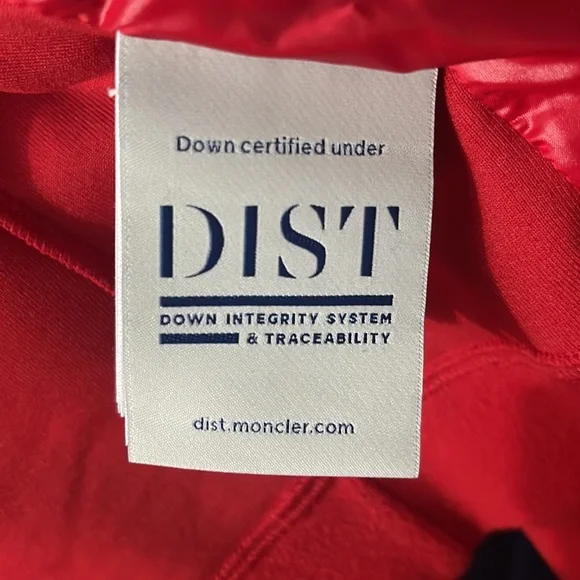 Down certified under
DIST
DOWN INTEGRITY SYSTEM
& TRACEABILITY
dist.moncler.com